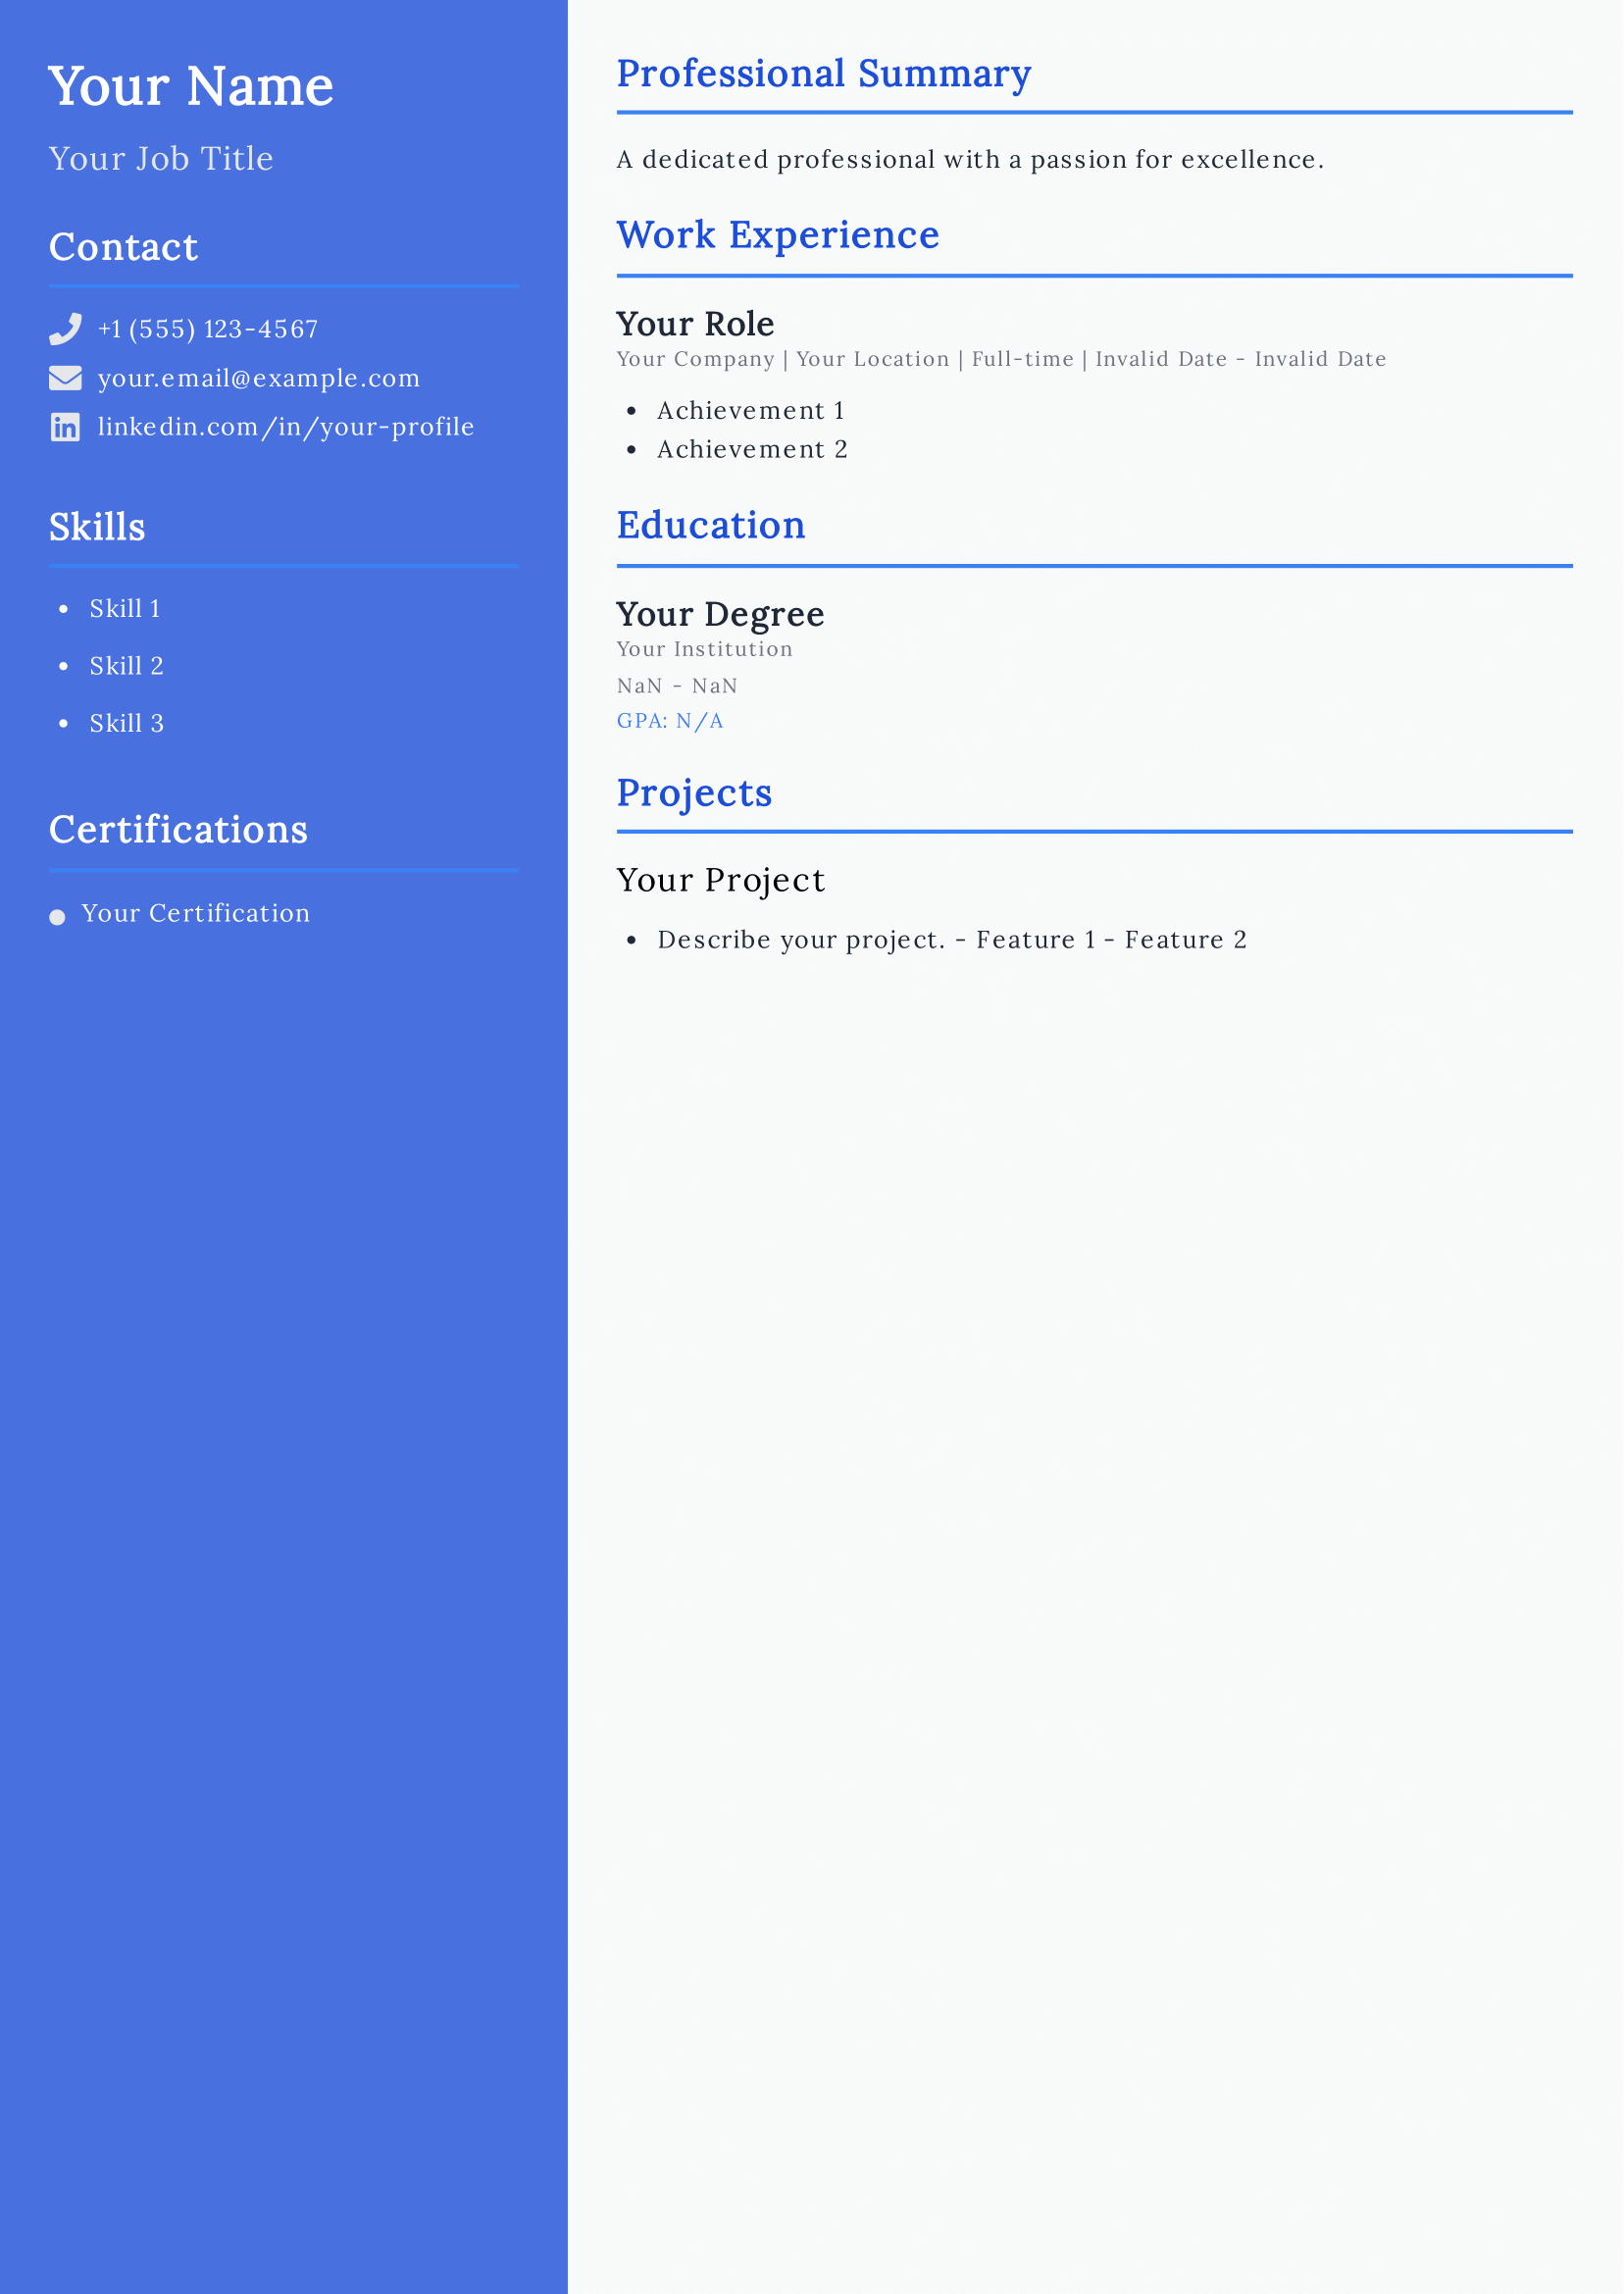 Your Name
Your Job Title
Contact
+1 (555) 123-4567
your.email@example.com
linkedin.com/in/your-profile
Skills
• Skill 1
• Skill 2
• Skill 3
Certifications
Your Certification
Professional Summary
A dedicated professional with a passion for excellence.
Work Experience
Your Role
Your Company | Your Location | Full-time | Invalid Date - Invalid Date
• Achievement 1
• Achievement 2
Education
Your Degree
Your Institution
NaN - NaN
GPA: N/A
Projects
Your Project
• Describe your project. - Feature 1 - Feature 2